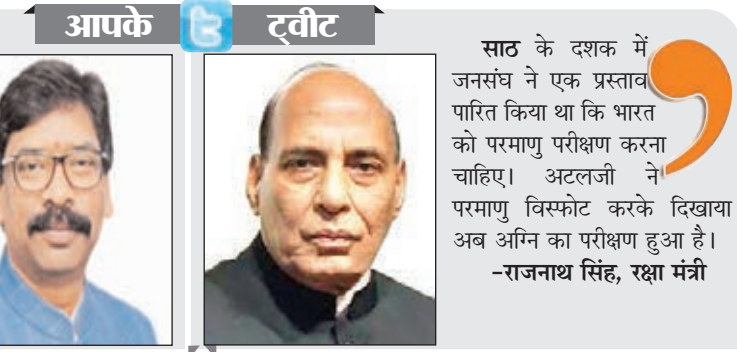 आपके ट्वीट
साठ के दशक में
जनसंघ ने एक प्रस्ताव
पारित किया था कि भारत
को परमाणु परीक्षण करना
चाहिए। अटलजी ने
परमाणु विस्फोट करके दिखाया
अब अग्नि का परीक्षण हुआ है।
-राजनाथ सिंह, रक्षा मंत्री